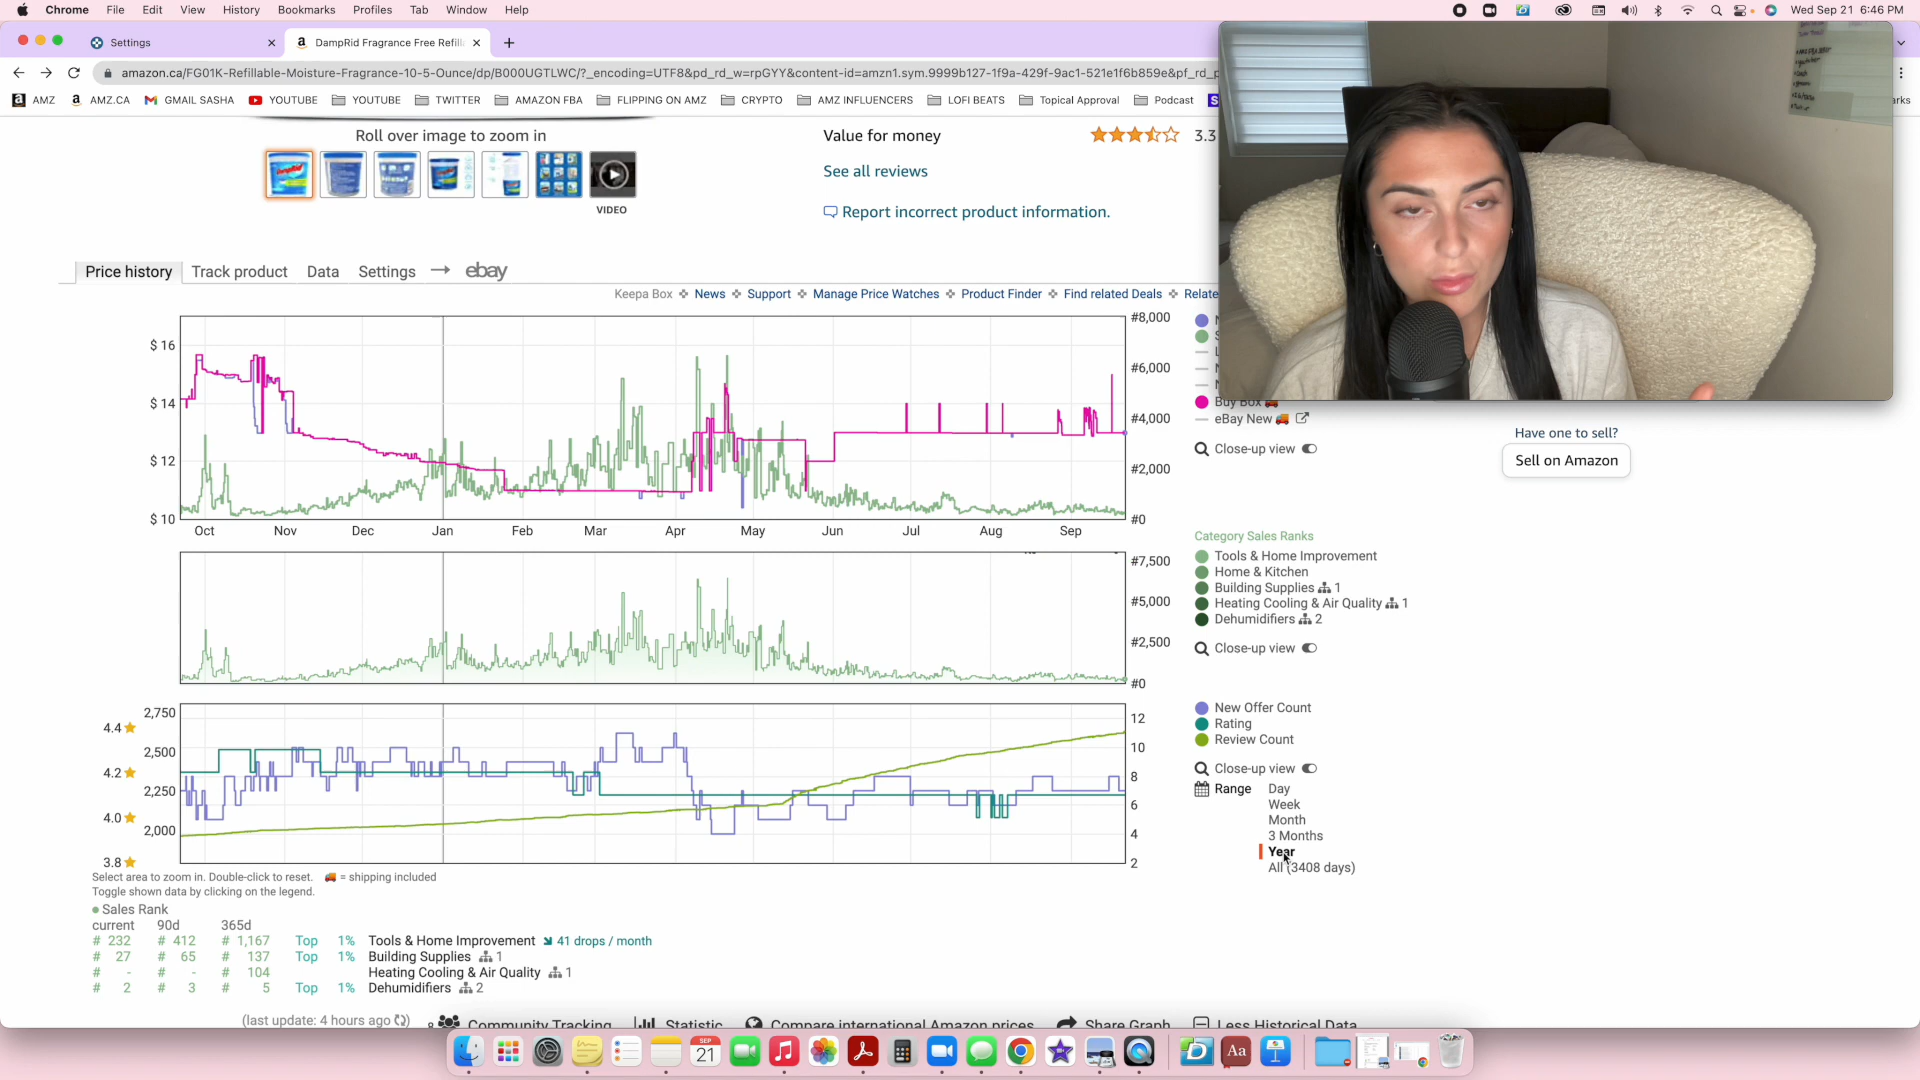 Chrome File Edit View History Bookmarks Profiles Tab Window Help Wed Sep 21 6:46 PM
Settings DampRid Fragrance Free Refill
amazon.ca/FG01K-Refillable-Moisture-Fragrance-10-5-Ounce/dp/B000UGTLWC/?_encoding=UTF8&pd_rd_w=rpGYY&content-id=amzn1.sym.9999b127-1f9a-429f-9ac1-521e1f6b859e&pf_rd_p
AMZ AMZ.CA GMAIL SASHA YOUTUBE YOUTUBE TWITTER AMAZON FBA FLIPPING ON AMZ CRYPTO AMZ INFLUENCERS LOFI BEATS Topical Approval Podcast
Roll over image to zoom in
VIDEO
Value for money 3.3
See all reviews
Report incorrect product information.
Price history Track product Data Settings → ebay
Keepa Box News Support Manage Price Watches Product Finder Find related Deals Relate
$ 16
$ 14
$ 12
$ 10
#8,000
#6,000
#4,000
#2,000
#0
Oct Nov Dec Jan Feb Mar Apr May Jun Jul Aug Sep
Buy Box
eBay New
Close-up view
Have one to sell?
Sell on Amazon
#7,500
#5,000
#2,500
#0
Category Sales Ranks
Tools & Home Improvement
Home & Kitchen
Building Supplies 1
Heating Cooling & Air Quality 1
Dehumidifiers 2
Close-up view
4.4
4.2
4.0
3.8
2,750
2,500
2,250
2,000
12
10
8
6
4
2
New Offer Count
Rating
Review Count
Close-up view
Range Day
Week
Month
3 Months
Year
All (3408 days)
Select area to zoom in. Double-click to reset. = shipping included
Toggle shown data by clicking on the legend.
Sales Rank
current 90d 365d
# 232 # 412 # 1,167 Top 1% Tools & Home Improvement 41 drops / month
# 27 # 65 # 137 Top 1% Building Supplies 1
# - # - # 104 Heating Cooling & Air Quality 1
# 2 # 3 # 5 Top 1% Dehumidifiers 2
(last update: 4 hours ago) Community Tracking Statistic Compare international Amazon prices Share Graph Less Historical Data
SEP
21
Aa